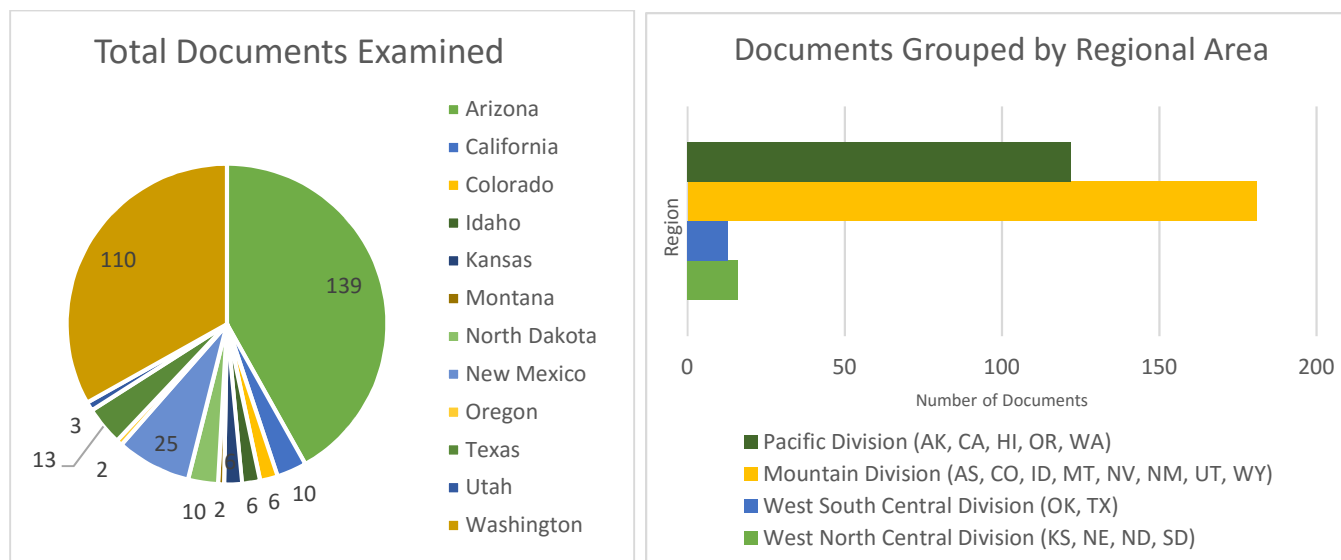 Total Documents Examined
Arizona
California
Colorado
Idaho
Kansas
Montana
North Dakota
New Mexico
Oregon
Texas
Utah
Washington
110
139
3
13
2
25
10
2
6
6
6
10
Documents Grouped by Regional Area
Region
0 50 100 150 200
Number of Documents
Pacific Division (AK, CA, HI, OR, WA)
Mountain Division (AS, CO, ID, MT, NV, NM, UT, WY)
West South Central Division (OK, TX)
West North Central Division (KS, NE, ND, SD)